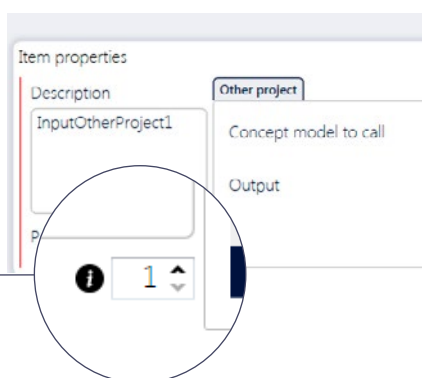 Item properties
Description
Other project
InputOtherProject1
Concept model to call
Output
P
i 1